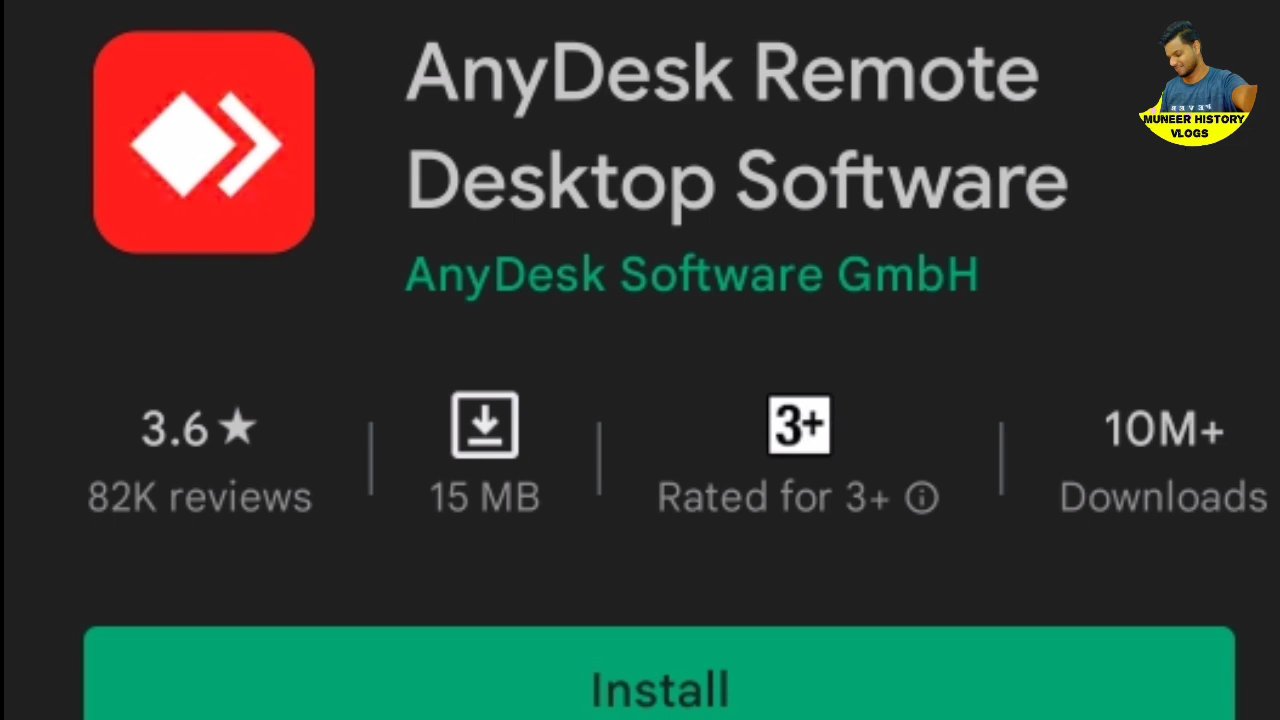 AnyDesk Remote
Desktop Software
AnyDesk Software GmbH
MUNEER HISTORY
VLOGS
3.6★
82K reviews
15 MB
3+
Rated for 3+
10M+
Downloads
Install